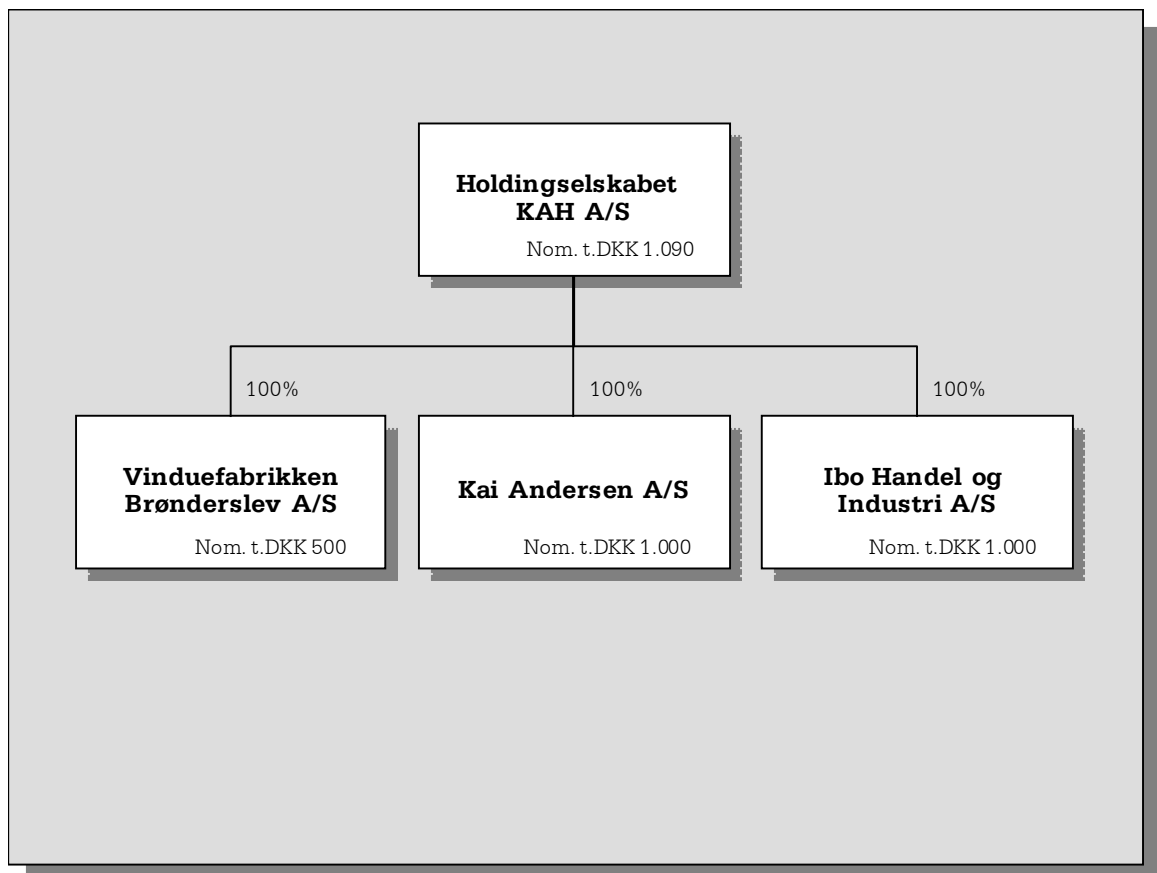 Holdingselskabet
KAH A/S
Nom. t.DKK 1.090
100%
100%
100%
Vinduefabrikken
Brønderslev A/S
Nom. t.DKK 500
Kai Andersen A/S
Nom. t.DKK 1.000
Ibo Handel og
Industri A/S
Nom. t.DKK 1.000